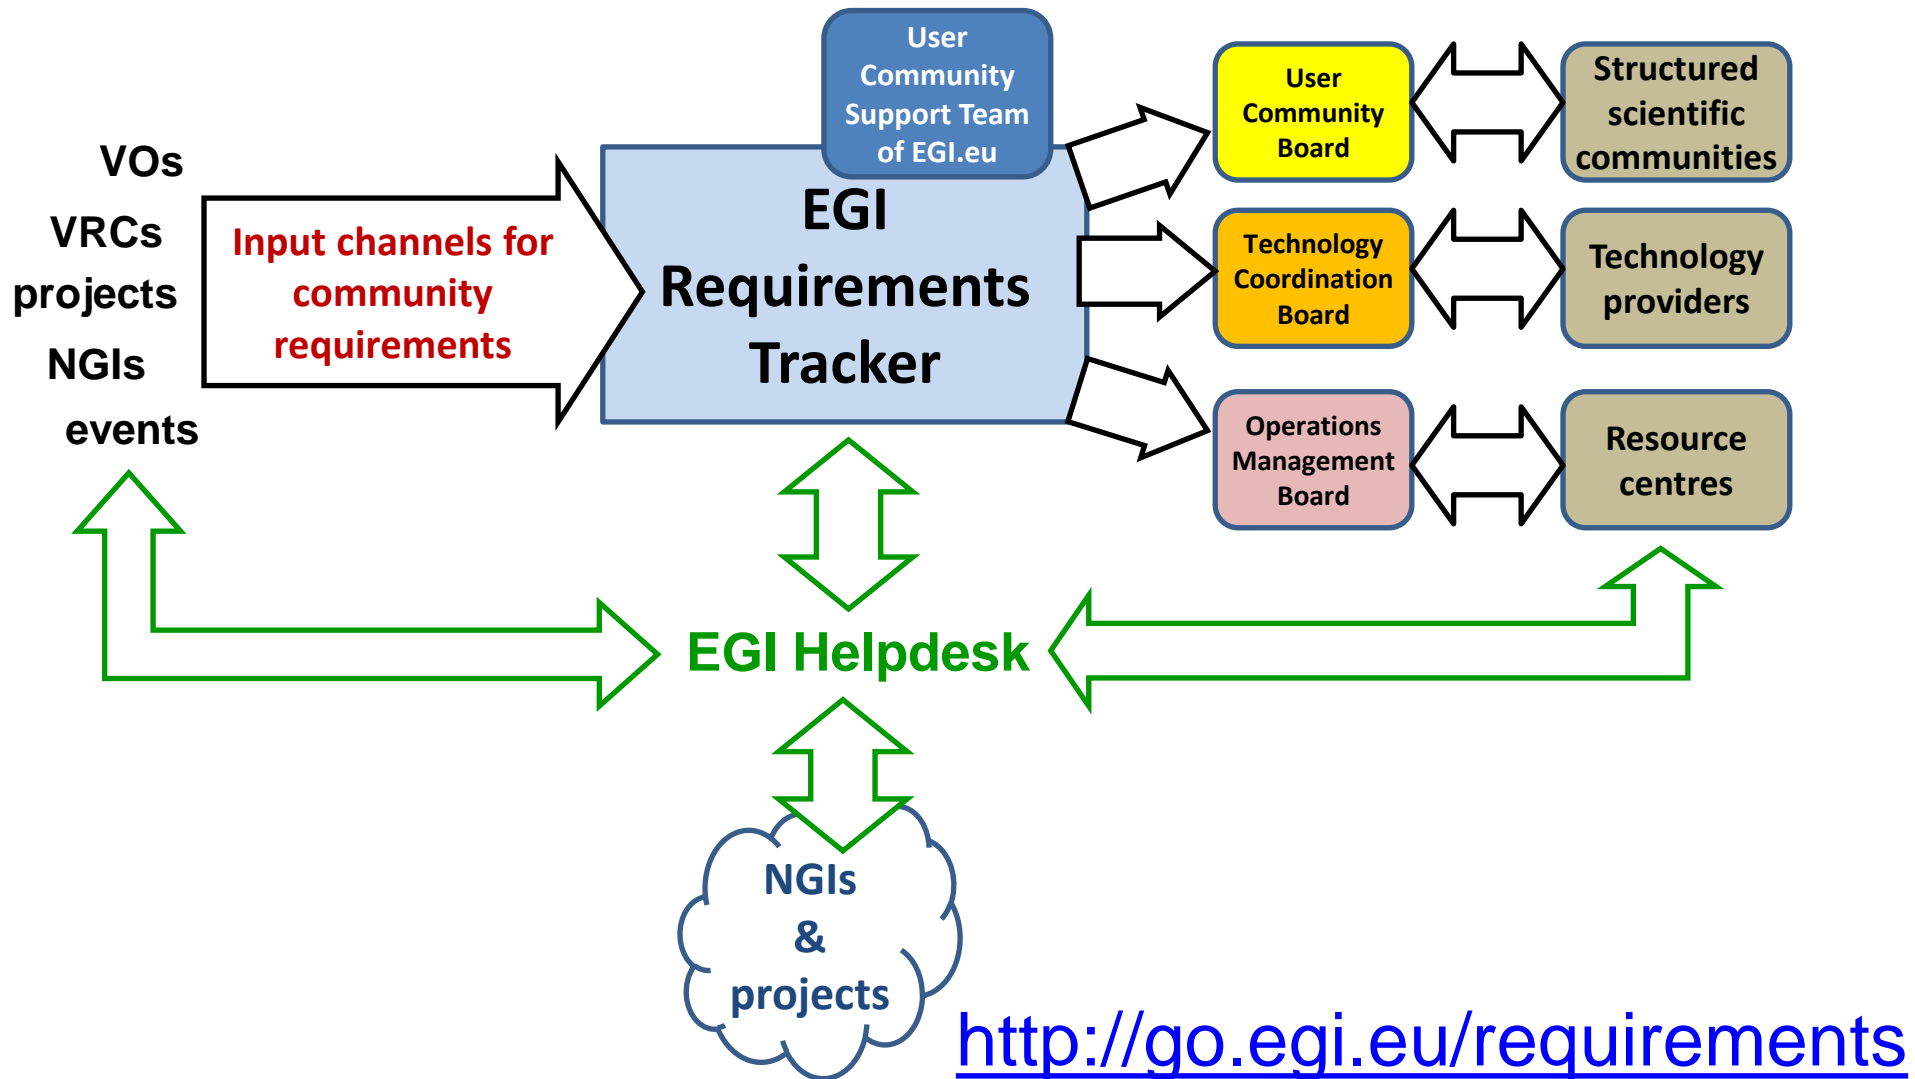 VOs
VRCs
projects
NGIs
events
Input channels for
community
requirements
User
Community
Support Team
of EGI.eu
EGI
Requirements
Tracker
User
Community
Board
Structured
scientific
communities
Technology
Coordination
Board
Technology
providers
Operations
Management
Board
Resource
centres
EGI Helpdesk
NGIs
&
projects
http://go.egi.eu/requirements